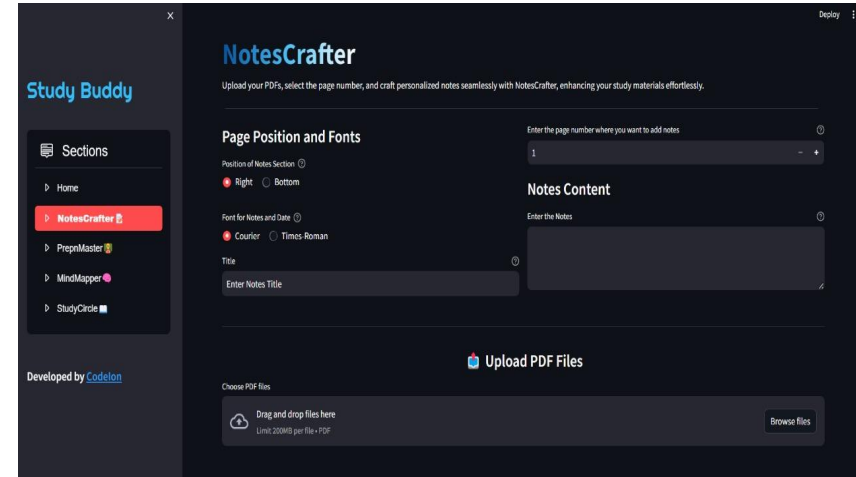 X
Deploy
Study Buddy
Sections
Home
NotesCrafter
PrepnMaster
MindMapper
StudyCircle
Developed by Codelon
NotesCrafter
Upload your PDFs, select the page number, and craft personalized notes seamlessly with NotesCrafter, enhancing your study materials effortlessly.
Page Position and Fonts
Position of Notes Section
Right Bottom
Font for Notes and Date
Courier Times-Roman
Title
Enter Notes Title
Enter the page number where you want to add notes
1
Notes Content
Enter the Notes
Upload PDF Files
Choose PDF files
Drag and drop files here
Limit 200MB per file • PDF
Browse files